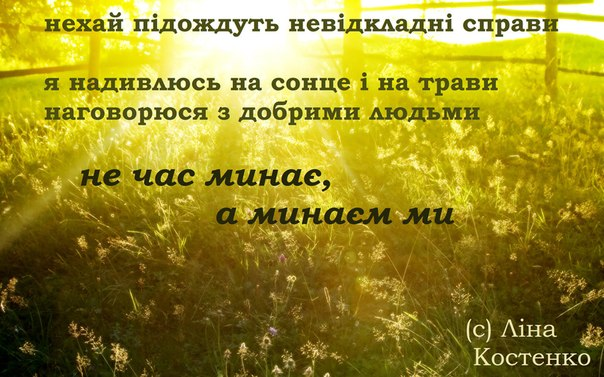 нехай підождуть невідкладні справи
я надивлюсь на сонце і на трави
наговорюся з добрими людьми
не час минає,
а минаєм ми
(с) Ліна
Костенко